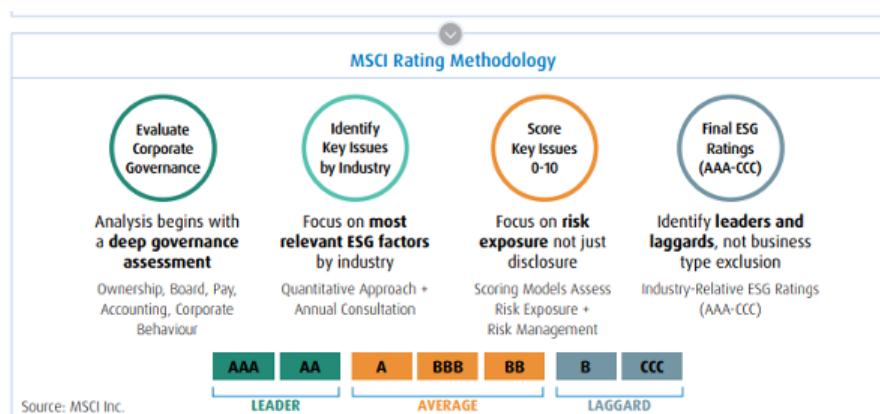 MSCI Rating Methodology
Evaluate
Corporate
Governance
Analysis begins with
a deep governance
assessment
Ownership, Board, Pay,
Accounting, Corporate
Behaviour
Identify
Key Issues
by Industry
Focus on most
relevant ESG factors
by industry
Quantitative Approach +
Annual Consultation
Score
Key Issues
0-10
Focus on risk
exposure not just
disclosure
Scoring Models Assess
Risk Exposure +
Risk Management
Final ESG
Ratings
(AAA-CCC)
Identify leaders and
laggards, not business
type exclusion
Industry-Relative ESG Ratings
(AAA-CCC)
AAA AA A BBB BB B CCC
LEADER AVERAGE LAGGARD
Source: MSCI Inc.